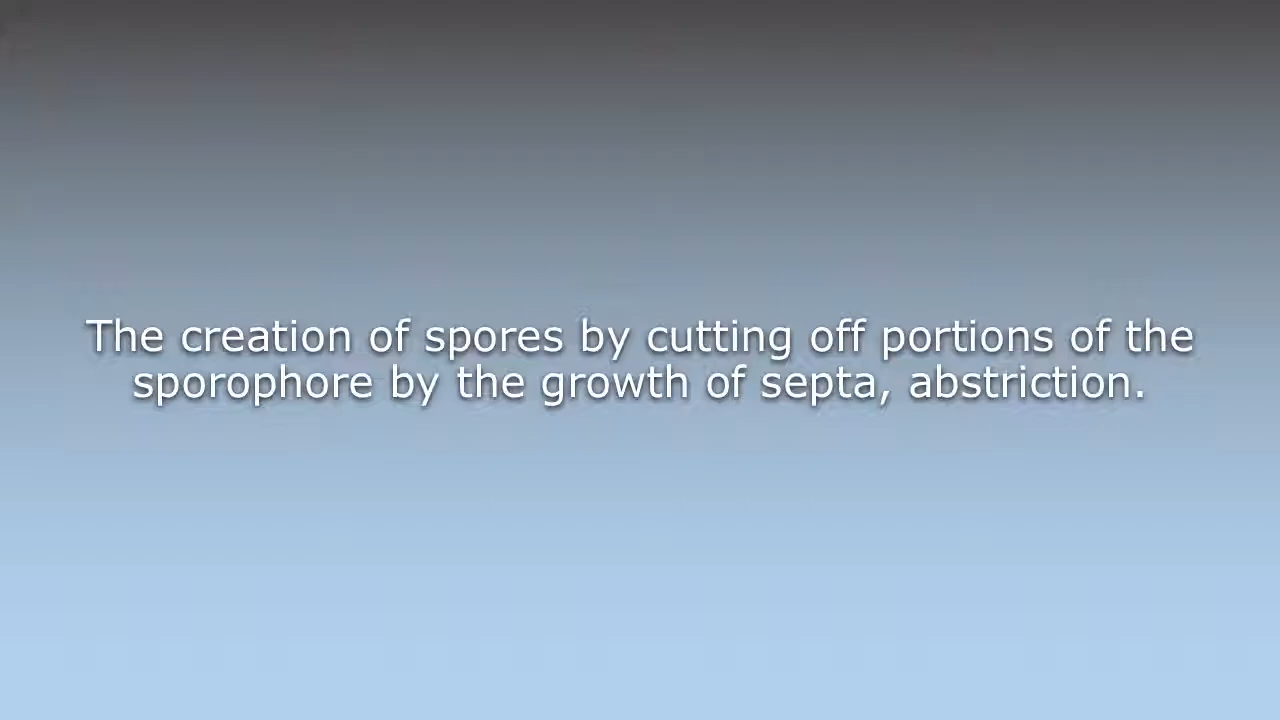 The creation of spores by cutting off portions of the
sporophore by the growth of septa, abstriction.